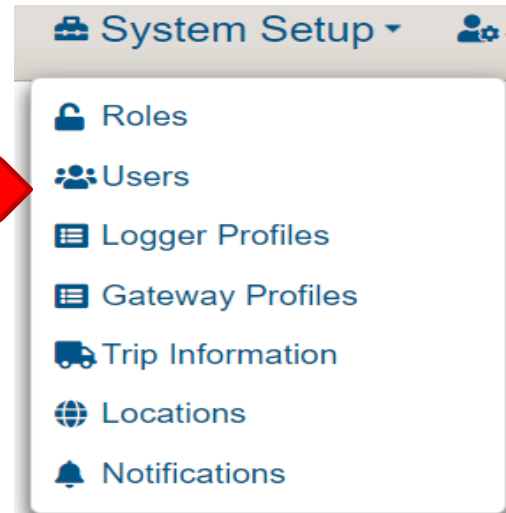 System Setup
Roles
Users
Logger Profiles
Gateway Profiles
Trip Information
Locations
Notifications